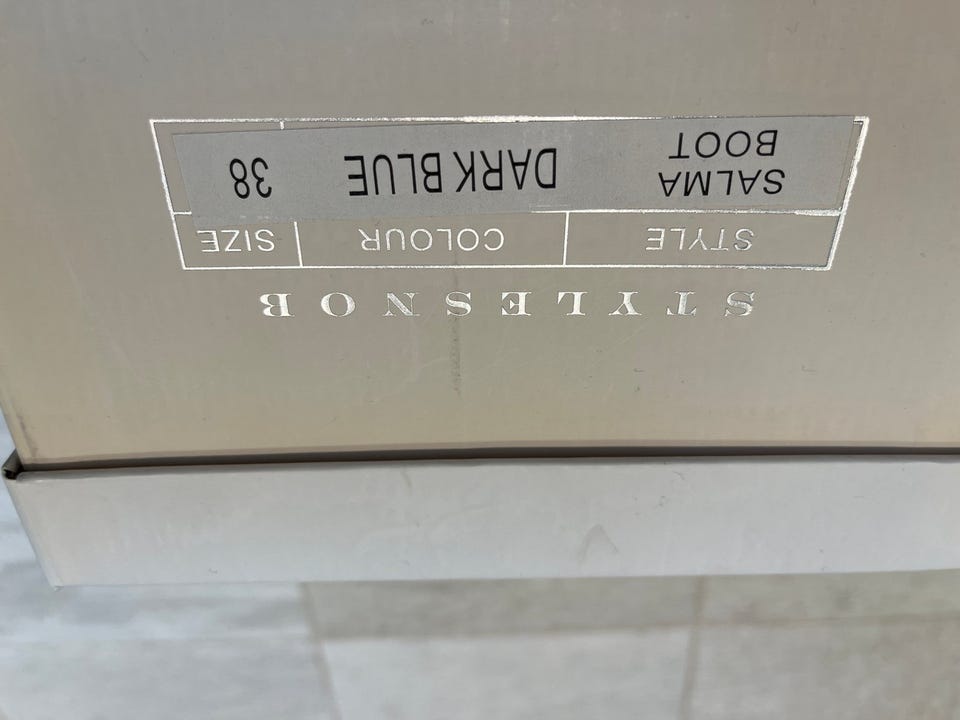 STYLESNOB
STYLE COLOUR SIZE
SALMA DARK BLUE 38
BOOT